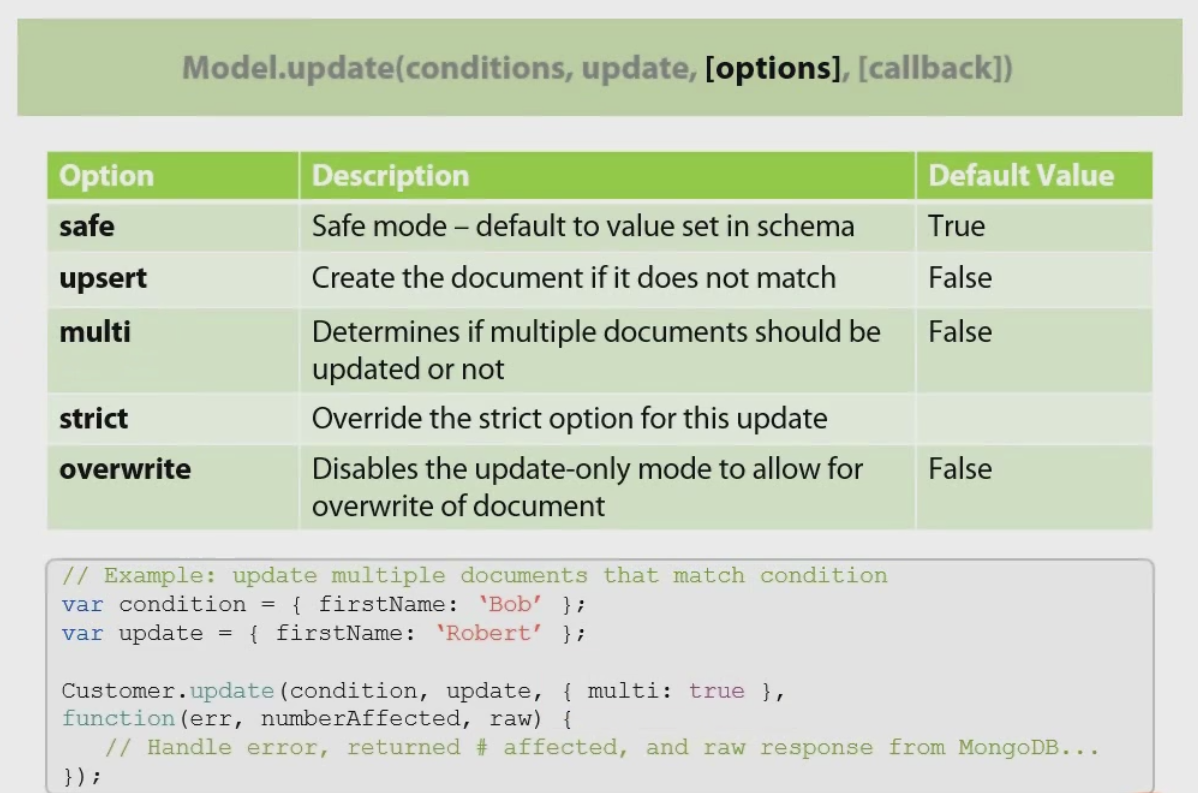 Model.update(conditions, update, [options], [callback])
Option Description Default Value
safe Safe mode – default to value set in schema True
upsert Create the document if it does not match False
multi Determines if multiple documents should be False
updated or not
strict Override the strict option for this update
overwrite Disables the update-only mode to allow for False
overwrite of document
// Example: update multiple documents that match condition
var condition = { firstName: ‘Bob’ };
var update = { firstName: ‘Robert’ };
Customer.update(condition, update, { multi: true },
function(err, numberAffected, raw) {
// Handle error, returned # affected, and raw response from MongoDB...
});